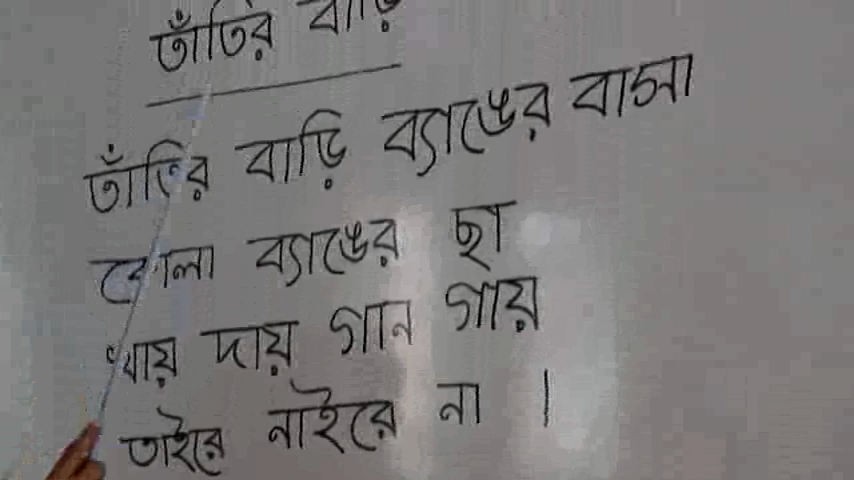 তাঁতির বাড়ি
তাঁতির বাড়ি ব্যাঙের বাসা
কোলা ব্যাঙের ছা
খায় দায় গান গায়
তাইরে নাইরে না ।